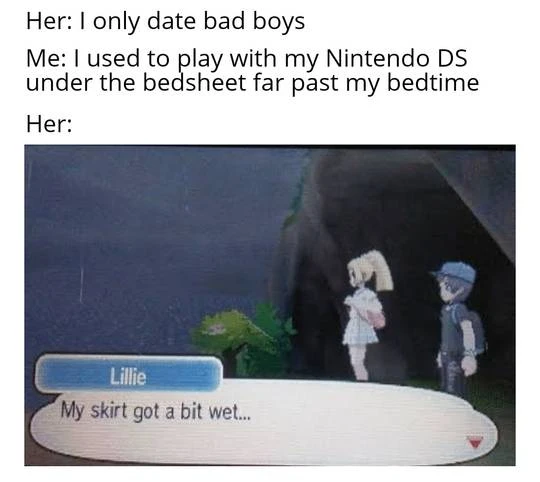 Her: I only date bad boys
Me: I used to play with my Nintendo DS
under the bedsheet far past my bedtime
Her:
Lillie
My skirt got a bit wet...